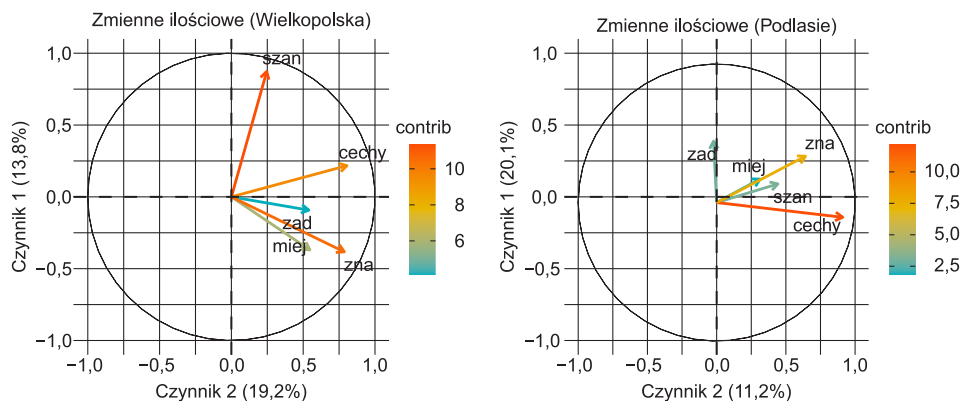 Zmienne ilościowe (Wielkopolska)
1,0
0,5
0,0
−0,5
−1,0
Czynnik 1 (13,8%)
szan
cechy
zad
miej
zna
−1,0 −0,5 0,0 0,5 1,0
Czynnik 2 (19,2%)
contrib
10
8
6
Zmienne ilościowe (Podlasie)
1,0
0,5
0,0
−0,5
−1,0
Czynnik 1 (20,1%)
zad
miej
zna
szan
cechy
−1,0 −0,5 0,0 0,5 1,0
Czynnik 2 (11,2%)
contrib
10,0
7,5
5,0
2,5